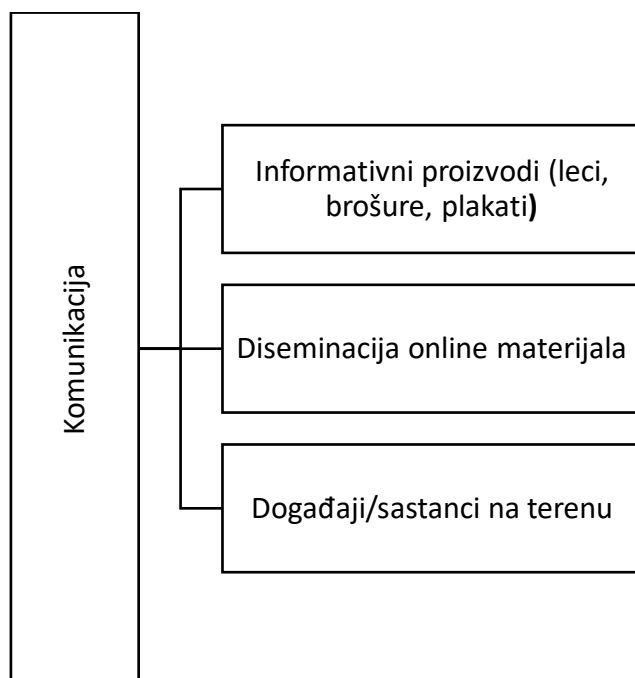 Komunikacija
Informativni proizvodi (leci,
brošure, plakati)
Diseminacija online materijala
Događaji/sastanci na terenu